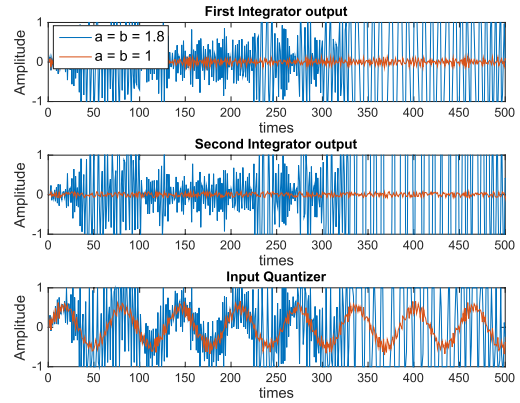 First Integrator output
Amplitude
1
0
-1
a = b = 1.8
a = b = 1
0 50 100 150 200 250 300 350 400 450 500
times
Second Integrator output
Amplitude
1
0
-1
0 50 100 150 200 250 300 350 400 450 500
times
Input Quantizer
Amplitude
1
0
-1
0 50 100 150 200 250 300 350 400 450 500
times